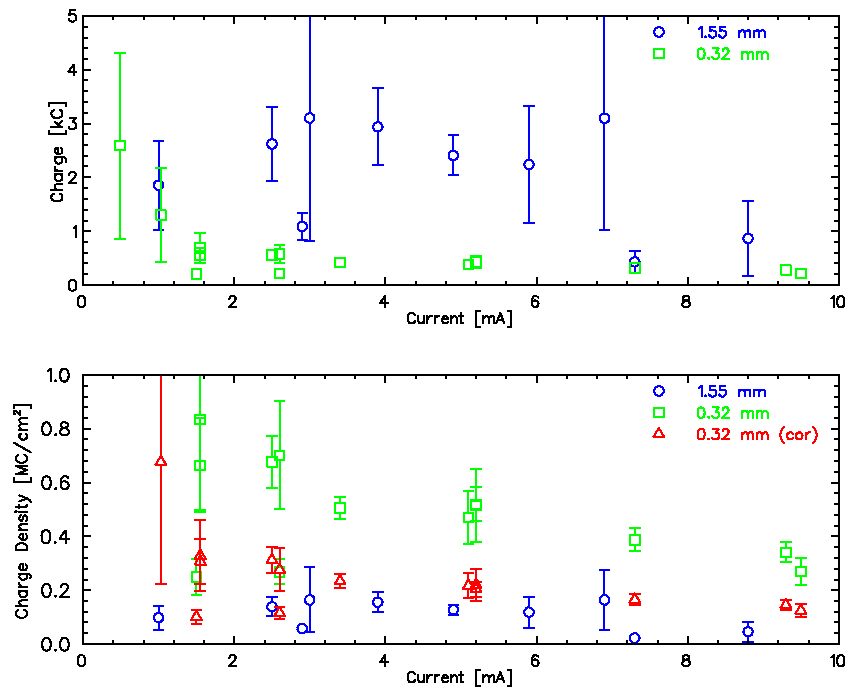 5
1.55 mm
0.32 mm
4
3
2
1
0
Charge [kC]
0 2 4 6 8 10
Current [mA]
1.0
1.55 mm
0.32 mm
0.32 mm (cor)
0.8
0.6
0.4
0.2
0.0
Charge Density [MC/cm²]
0 2 4 6 8 10
Current [mA]